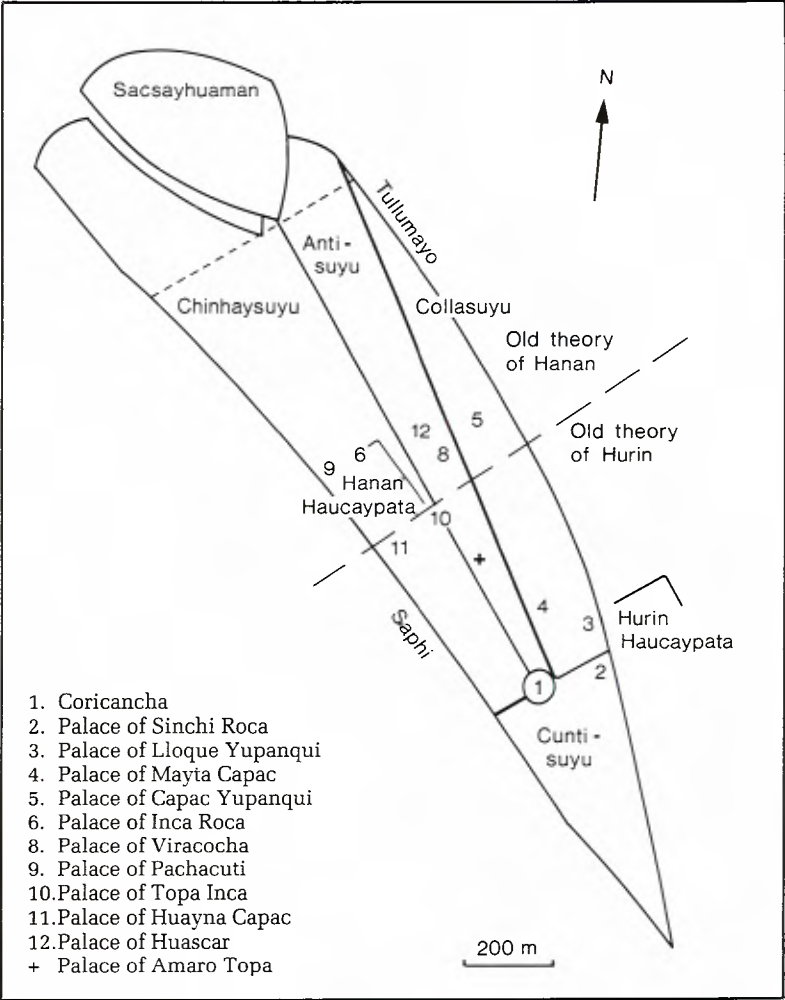 Sacsayhuaman
N
Tullumayo
Anti -
suyu
Chinhaysuyu
Collasuyu
Old theory
of Hanan
Old theory
of Hurin
12
5
8
6
9
Hanan
Haucaypata
10
11
+
4
3
Hurin
Haucaypata
2
Saphi
1
Cunti -
suyu
1. Coricancha
2. Palace of Sinchi Roca
3. Palace of Lloque Yupanqui
4. Palace of Mayta Capac
5. Palace of Capac Yupanqui
6. Palace of Inca Roca
8. Palace of Viracocha
9. Palace of Pachacuti
10.Palace of Topa Inca
11.Palace of Huayna Capac
12.Palace of Huascar
+ Palace of Amaro Topa
200 m